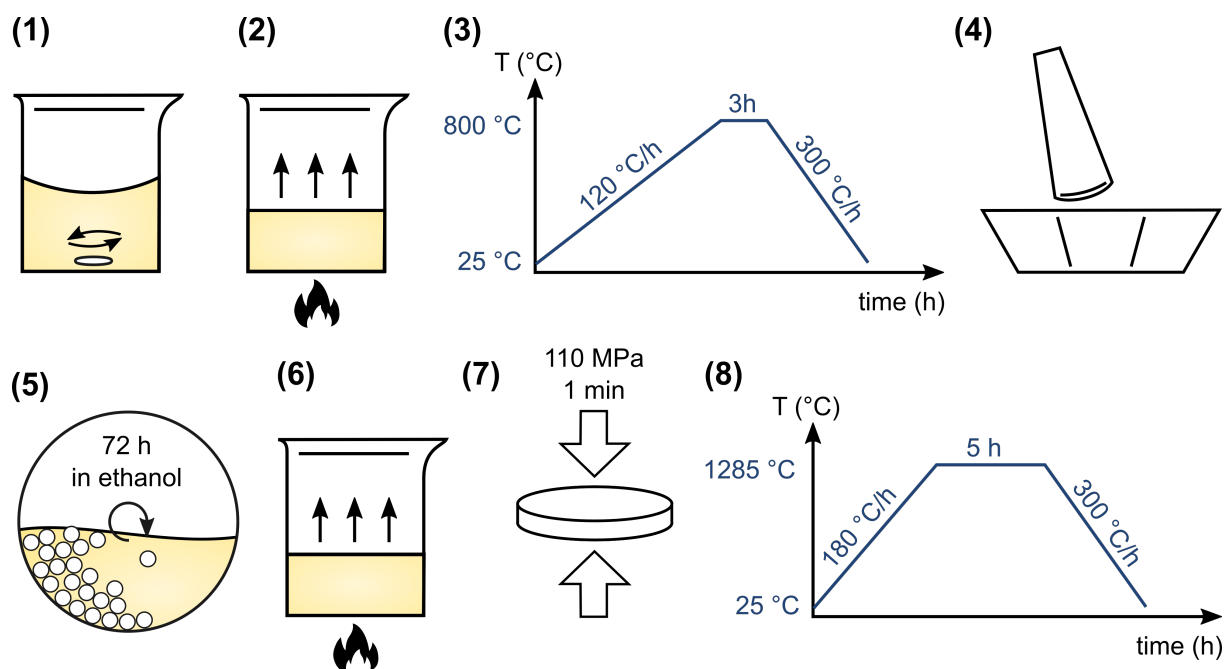 (1)
(2)
(3)
T (°C)
800 °C
25 °C
120 °C/h
3h
300 °C/h
time (h)
(4)
(5)
72 h
in ethanol
(6)
(7)
110 MPa
1 min
(8)
T (°C)
1285 °C
25 °C
180 °C/h
5 h
300 °C/h
time (h)